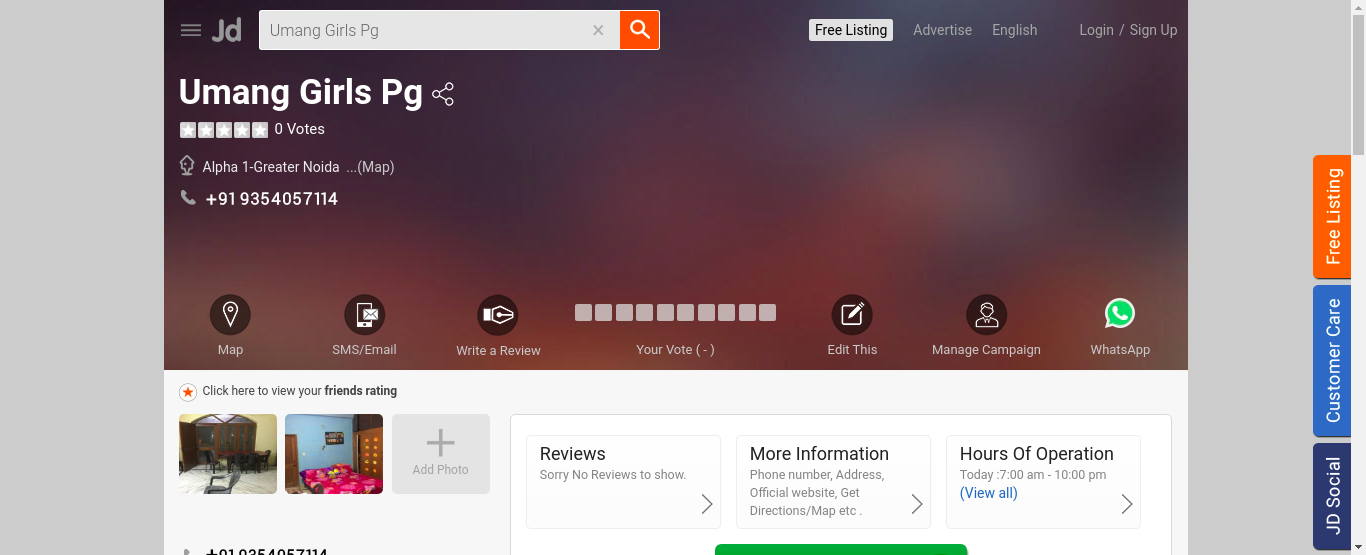 Jd
Umang Girls Pg
Free Listing
Advertise
English
Login / Sign Up
Umang Girls Pg
0 Votes
Alpha 1-Greater Noida ...(Map)
+91 9354057114
Map
SMS/Email
Write a Review
Your Vote ( - )
Edit This
Manage Campaign
WhatsApp
Click here to view your friends rating
Add Photo
Reviews
Sorry No Reviews to show.
More Information
Phone number, Address,
Official website, Get
Directions/Map etc .
Hours Of Operation
Today :7:00 am - 10:00 pm
(View all)
+91 9354057114
Free Listing
Customer Care
JD Social